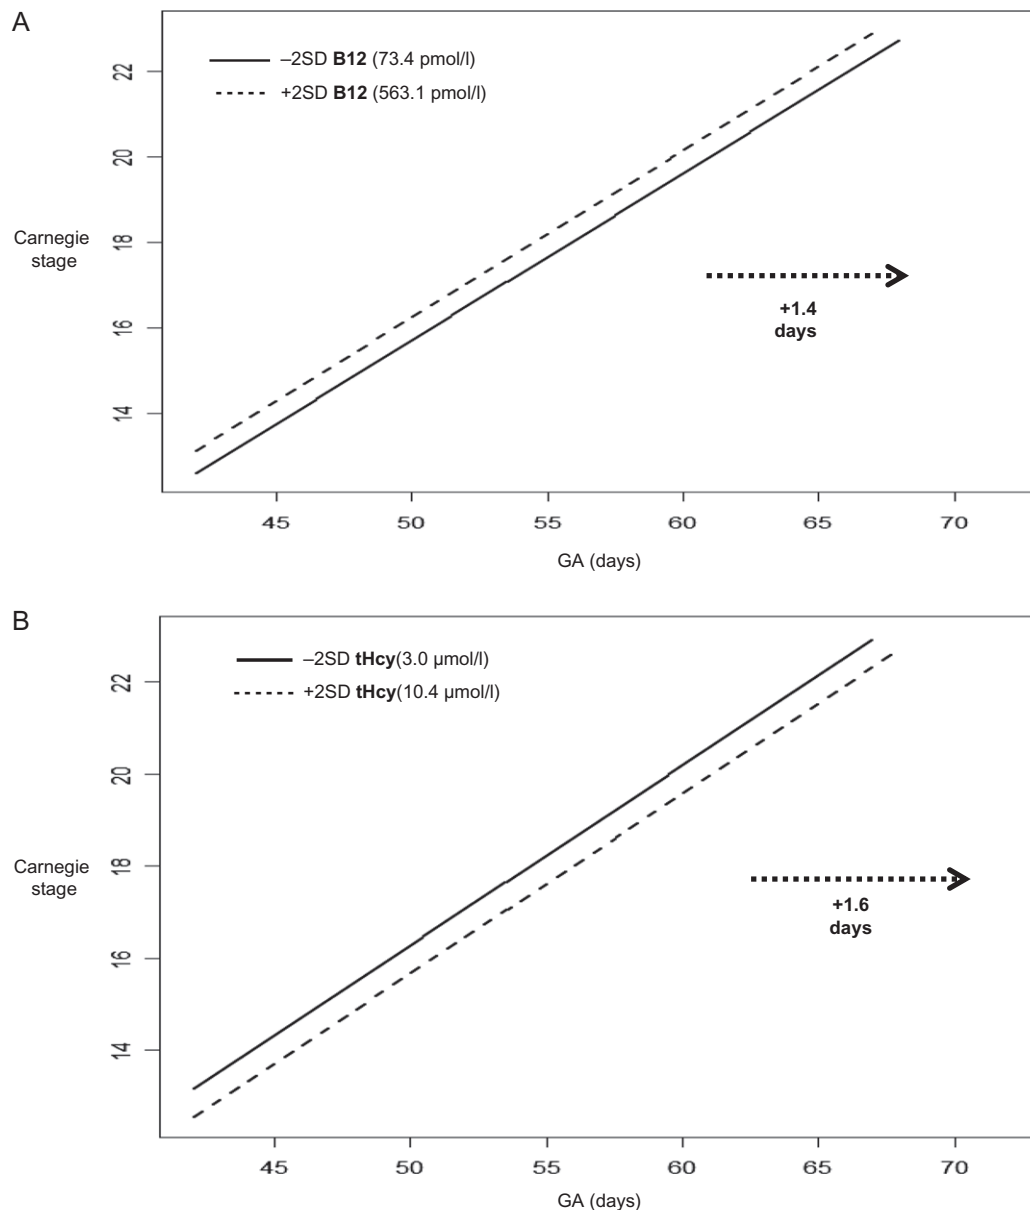 A
–2SD B12 (73.4 pmol/l)
+2SD B12 (563.1 pmol/l)
22
20
18
16
14
Carnegie
stage
+1.4
days
45
50
55
60
65
70
GA (days)
B
–2SD tHcy(3.0 µmol/l)
+2SD tHcy(10.4 µmol/l)
22
20
18
16
14
Carnegie
stage
+1.6
days
45
50
55
60
65
70
GA (days)